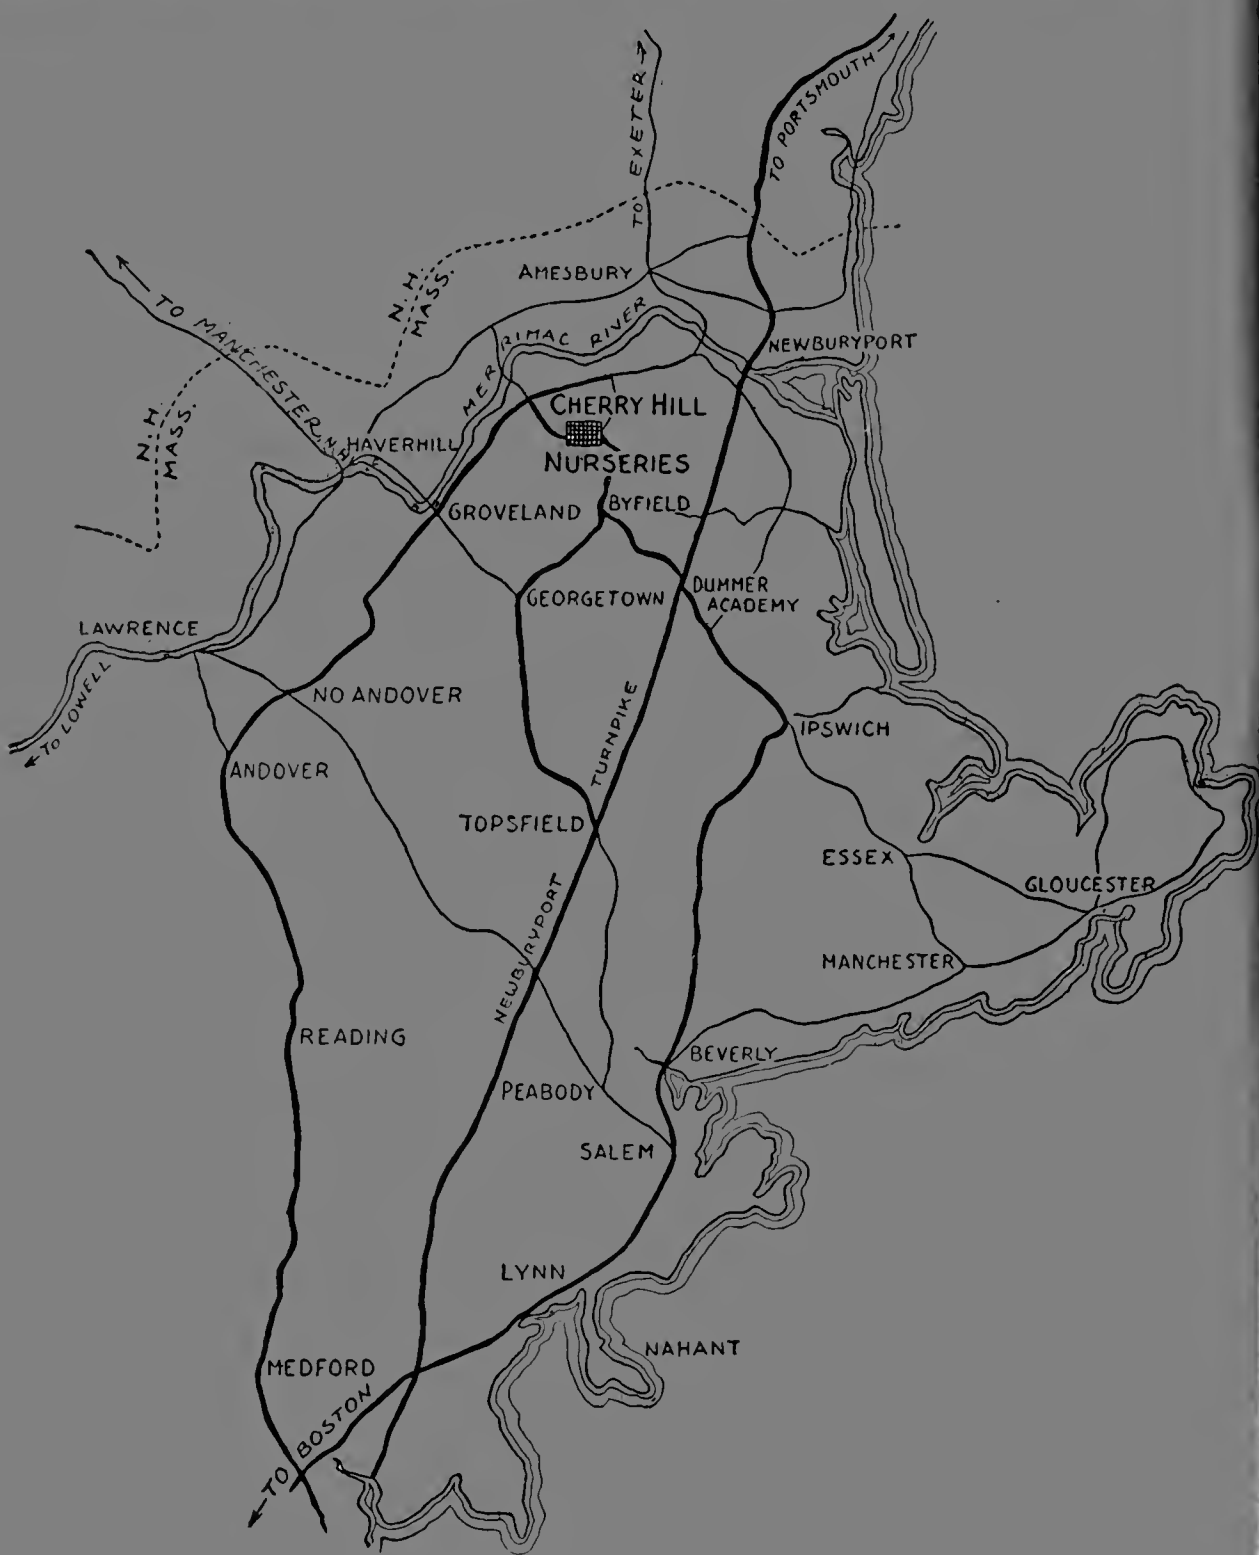 TO EXETER
TO PORTSMOUTH
AMESBURY
N.H.
MASS.
TO MANCHESTER, N.H.
MERRIMAC RIVER
NEWBURYPORT
N.H.
MASS.
CHERRY HILL
NURSERIES
HAVERHILL
GROVELAND
BYFIELD
GEORGETOWN
DUMMER
ACADEMY
LAWRENCE
TO LOWELL
NO ANDOVER
IPSWICH
ANDOVER
NEWBURYPORT TURNPIKE
TOPSFIELD
ESSEX
GLOUCESTER
MANCHESTER
READING
BEVERLY
PEABODY
SALEM
LYNN
NAHANT
MEDFORD
TO BOSTON